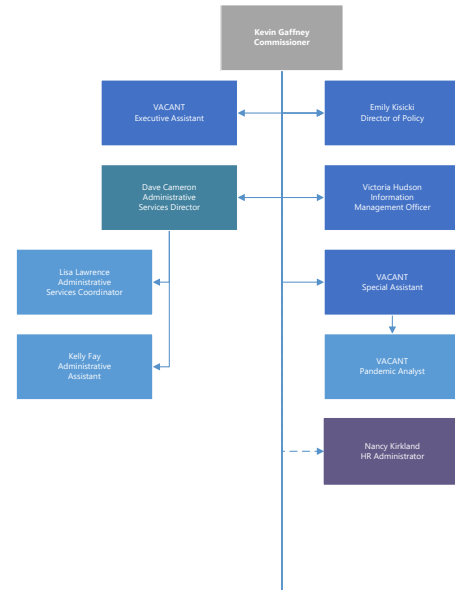 Kevin Gaffney
Commissioner
VACANT
Executive Assistant
Emily Kisicki
Director of Policy
Dave Cameron
Administrative
Services Director
Victoria Hudson
Information
Management Officer
Lisa Lawrence
Administrative
Services Coordinator
VACANT
Special Assistant
Kelly Fay
Administrative
Assistant
VACANT
Pandemic Analyst
Nancy Kirkland
HR Administrator